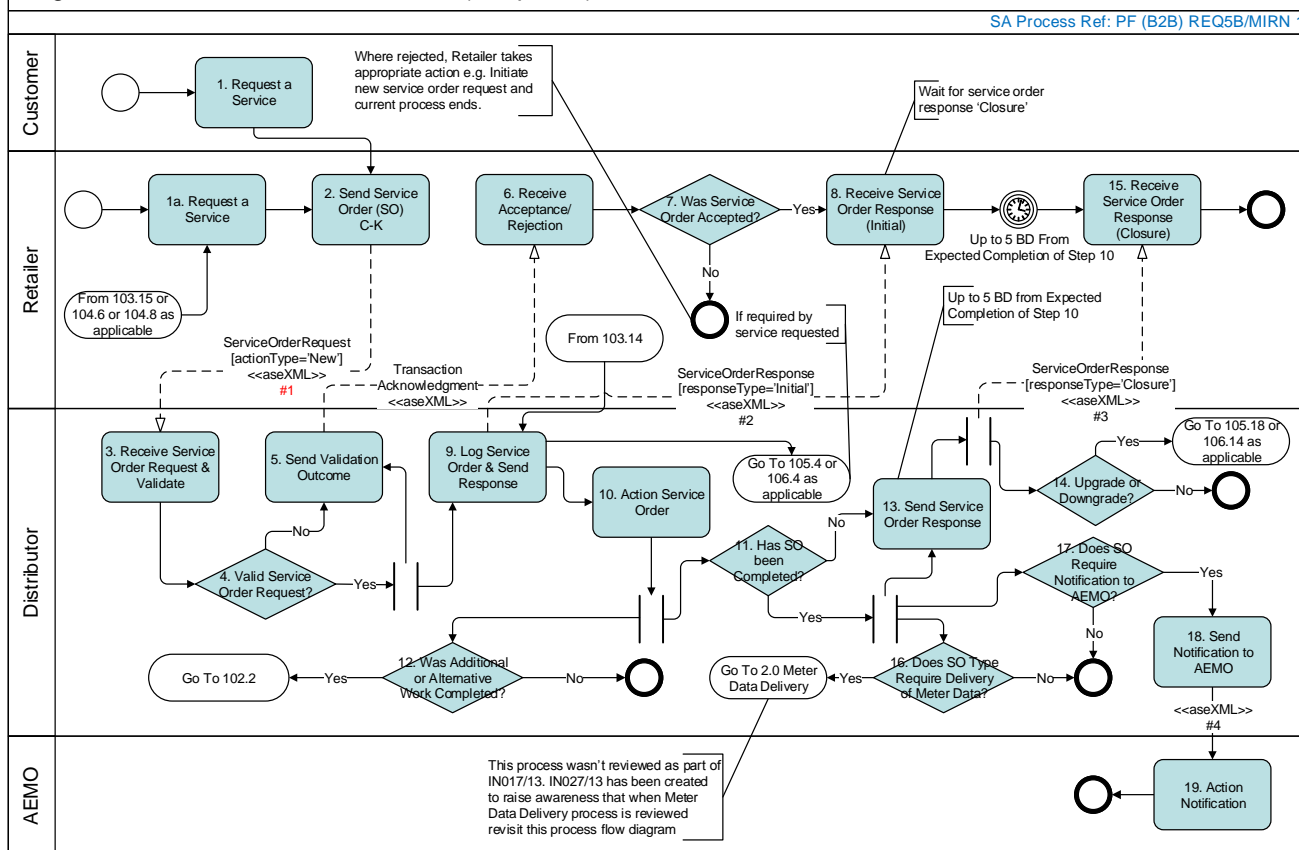 SA Process Ref: PF (B2B) REQ5B/MIRN
Customer
1. Request a
Service
Where rejected, Retailer takes
appropriate action e.g. Initiate
new service order request and
current process ends.
Wait for service order
response ‘Closure’
Retailer
1a. Request a
Service
2. Send Service
Order (SO)
C-K
6. Receive
Acceptance/
Rejection
7. Was Service
Order Accepted?
Yes
No
8. Receive Service
Order Response
(Initial)
Up to 5 BD From
Expected Completion of Step 10
15. Receive
Service Order
Response
(Closure)
From 103.15 or
104.6 or 104.8 as
applicable
From 103.14
If required by
service requested
Up to 5 BD from Expected
Completion of Step 10
ServiceOrderRequest
[actionType=‘New’]
<<aseXML>>
#1
Transaction
Acknowledgment
<<aseXML>>
ServiceOrderResponse
[responseType=‘Initial’]
<<aseXML>>
#2
ServiceOrderResponse
[responseType=‘Closure’]
<<aseXML>>
#3
Distributor
3. Receive Service
Order Request &
Validate
5. Send Validation
Outcome
9. Log Service
Order & Send
Response
10. Action Service
Order
Go To 105.4 or
106.4 as
applicable
13. Send Service
Order Response
14. Upgrade or
Downgrade?
Yes
No
Go To 105.18 or
106.14 as
applicable
No
4. Valid Service
Order Request?
Yes
11. Has SO
been
Completed?
No
Yes
17. Does SO
Require
Notification to
AEMO?
Yes
No
18. Send
Notification to
AEMO
Go To 102.2
Yes
12. Was Additional
or Alternative
Work Completed?
No
Go To 2.0 Meter
Data Delivery
Yes
16. Does SO Type
Require Delivery
of Meter Data?
No
<<aseXML>>
#4
AEMO
This process wasn’t reviewed as part of
IN017/13. IN027/13 has been created
to raise awareness that when Meter
Data Delivery process is reviewed
revisit this process flow diagram
19. Action
Notification